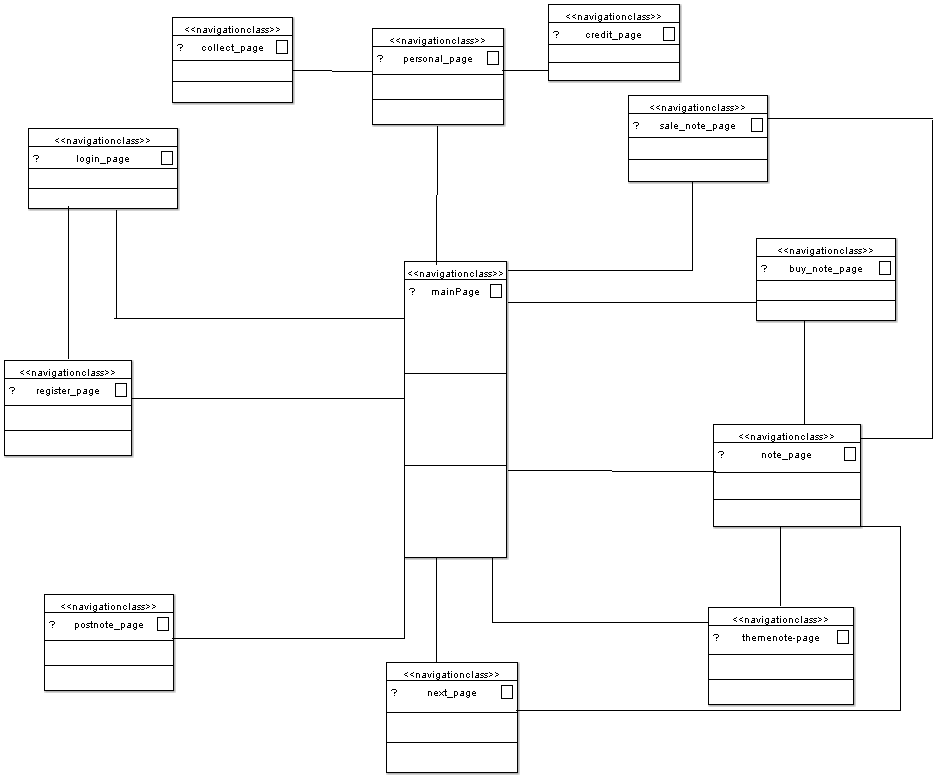 <<navigationclass>>
? credit_page
<<navigationclass>>
? collect_page
<<navigationclass>>
? personal_page
<<navigationclass>>
? sale_note_page
<<navigationclass>>
? login_page
<<navigationclass>>
? buy_note_page
<<navigationclass>>
? mainPage
<<navigationclass>>
? register_page
<<navigationclass>>
? note_page
<<navigationclass>>
? postnote_page
<<navigationclass>>
? themenote-page
<<navigationclass>>
? next_page